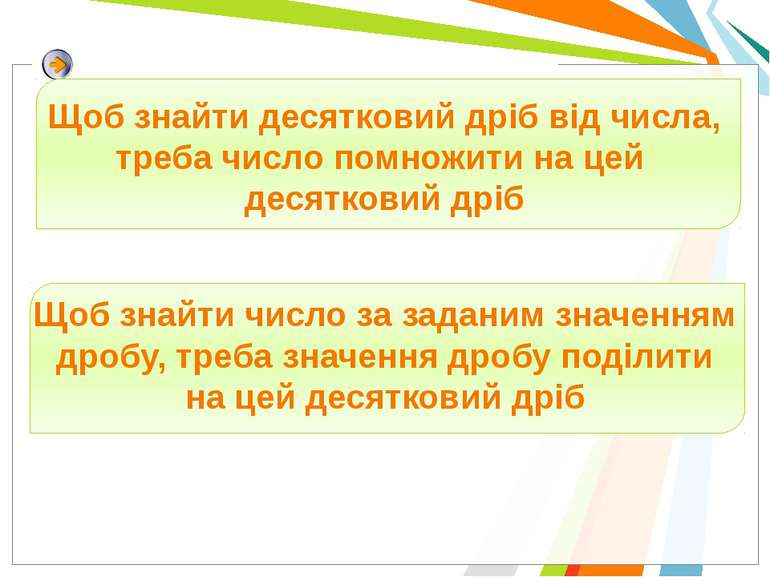 Щоб знайти десятковий дріб від числа,
треба число помножити на цей
десятковий дріб
Щоб знайти число за заданим значенням
дробу, треба значення дробу поділити
на цей десятковий дріб